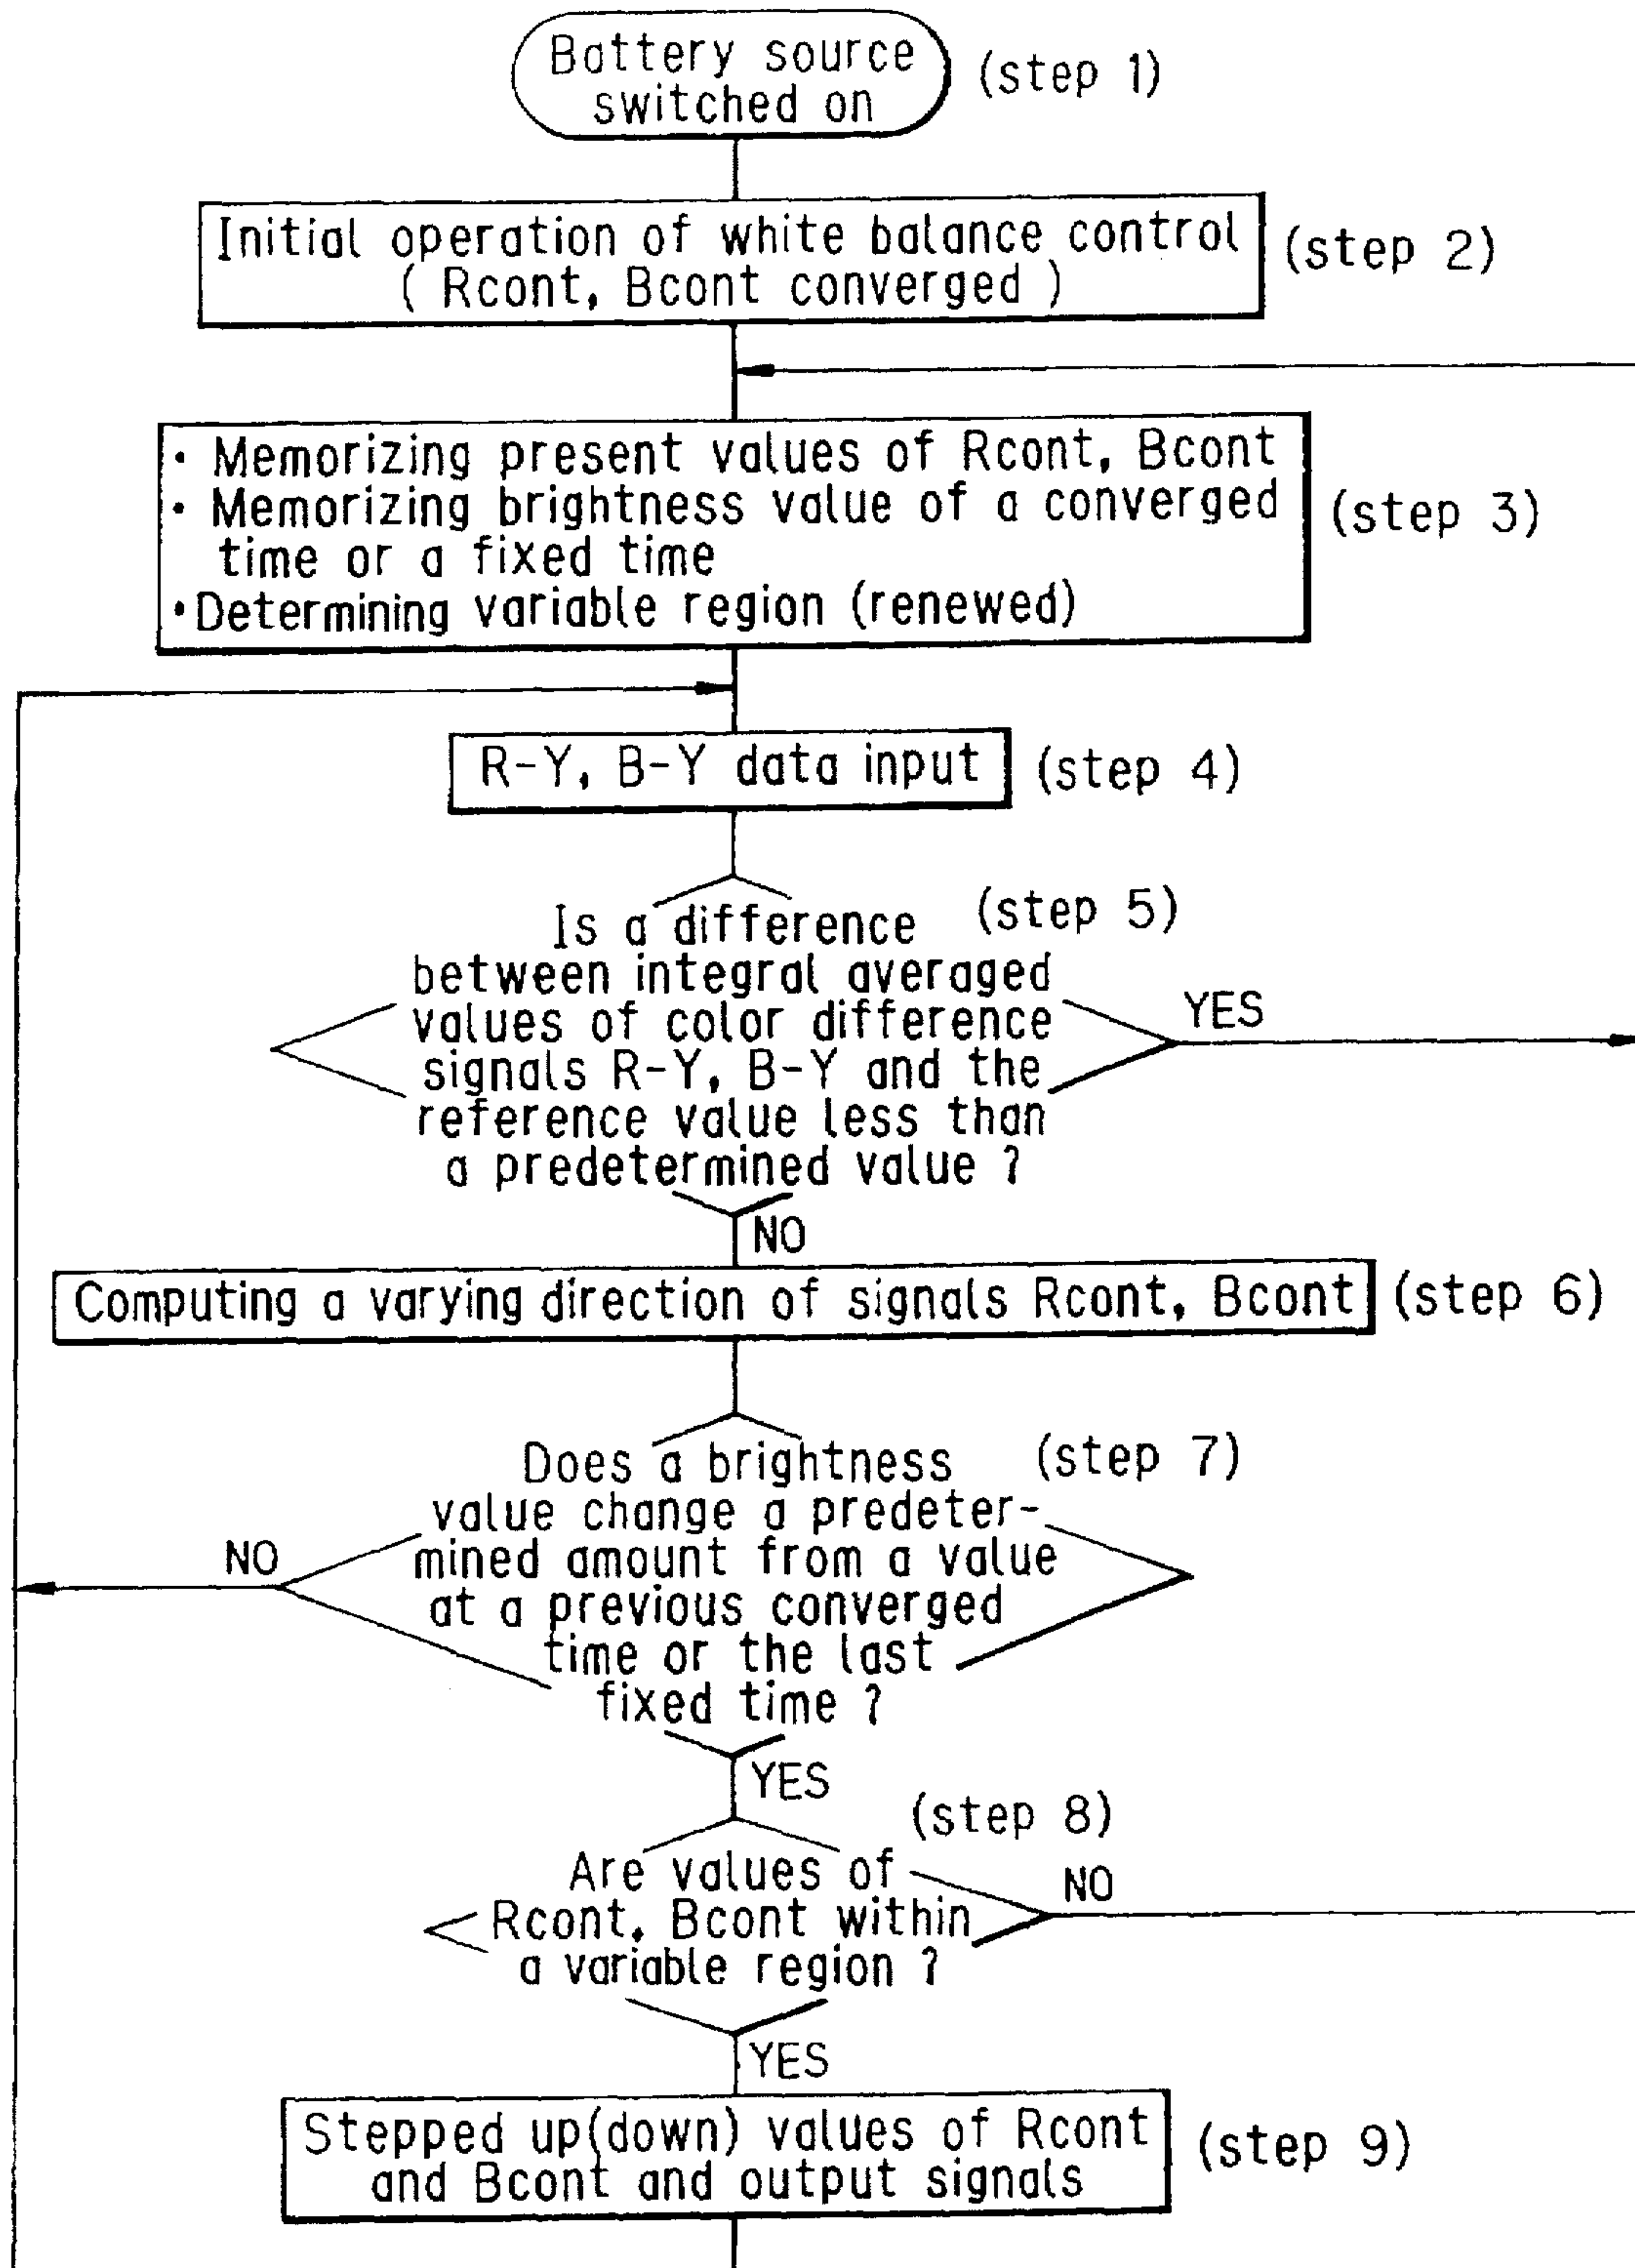 Battery source
switched on
(step 1)
Initial operation of white balance control
( Rcont, Bcont converged )
(step 2)
· Memorizing present values of Rcont, Bcont
· Memorizing brightness value of a converged
time or a fixed time
· Determining variable region (renewed)
(step 3)
R-Y, B-Y data input
(step 4)
Is a difference
between integral averaged
values of color difference
signals R-Y, B-Y and the
reference value less than
a predetermined value ?
(step 5)
YES
NO
Computing a varying direction of signals Rcont, Bcont
(step 6)
Does a brightness
value change a predeter-
mined amount from a value
at a previous converged
time or the last
fixed time ?
(step 7)
NO
YES
(step 8)
Are values of
Rcont, Bcont within
a variable region ?
NO
YES
Stepped up(down) values of Rcont
and Bcont and output signals
(step 9)